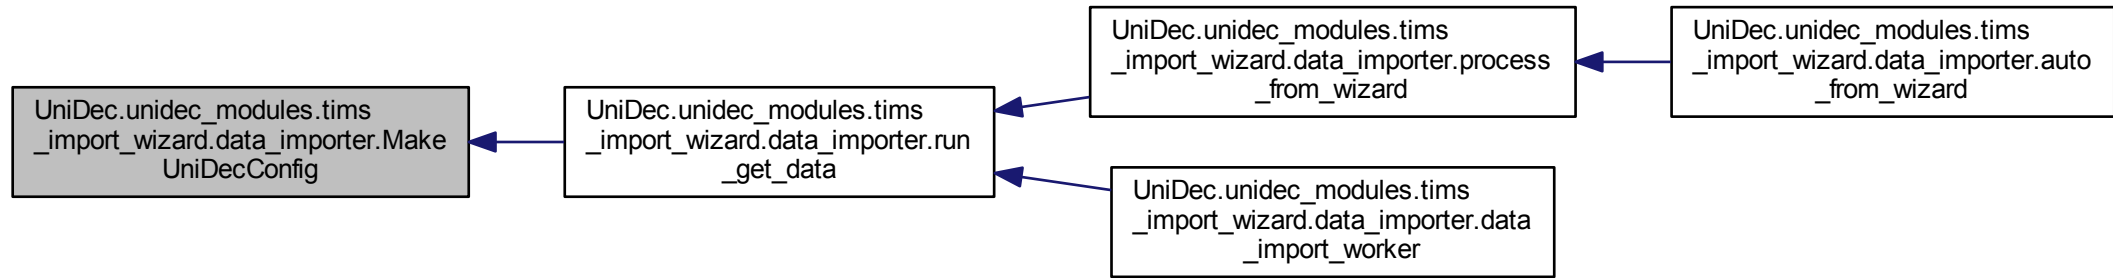 UniDec.unidec_modules.tims
_import_wizard.data_importer.Make
UniDecConfig
UniDec.unidec_modules.tims
_import_wizard.data_importer.run
_get_data
UniDec.unidec_modules.tims
_import_wizard.data_importer.process
_from_wizard
UniDec.unidec_modules.tims
_import_wizard.data_importer.auto
_from_wizard
UniDec.unidec_modules.tims
_import_wizard.data_importer.data
_import_worker